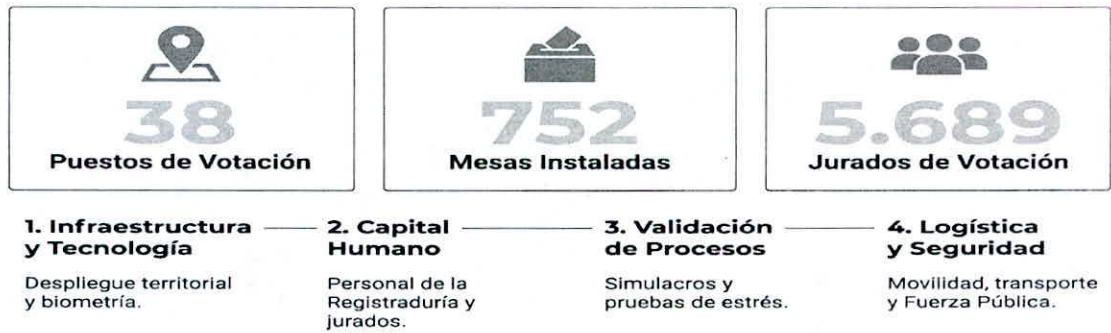 38
Puestos de Votación
752
Mesas Instaladas
5.689
Jurados de Votación
1. Infraestructura
y Tecnología
Despliegue territorial
y biometría.
2. Capital
Humano
Personal de la
Registraduría y
jurados.
3. Validación
de Procesos
Simulacros y
pruebas de estrés.
4. Logística
y Seguridad
Movilidad, transporte
y Fuerza Pública.